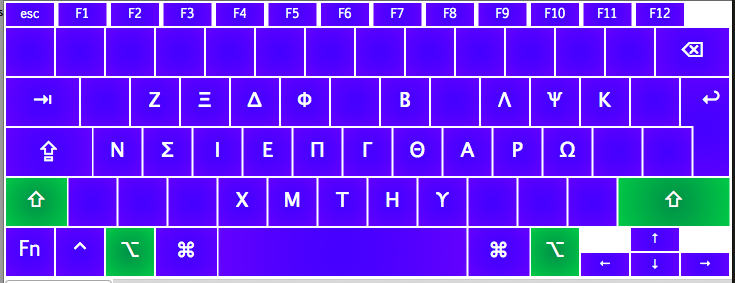 esc F1 F2 F3 F4 F5 F6 F7 F8 F9 F10 F11 F12
⌫
⇥ Ζ Ξ Δ Φ Β Λ Ψ Κ ↩
⇪ Ν Σ Ι Ε Π Γ Θ Α Ρ Ω
⇧ Χ Μ Τ Η ϒ ⇧
Fn ^ ⌥ ⌘ ⌘ ⌥ ← ↑ ↓ →